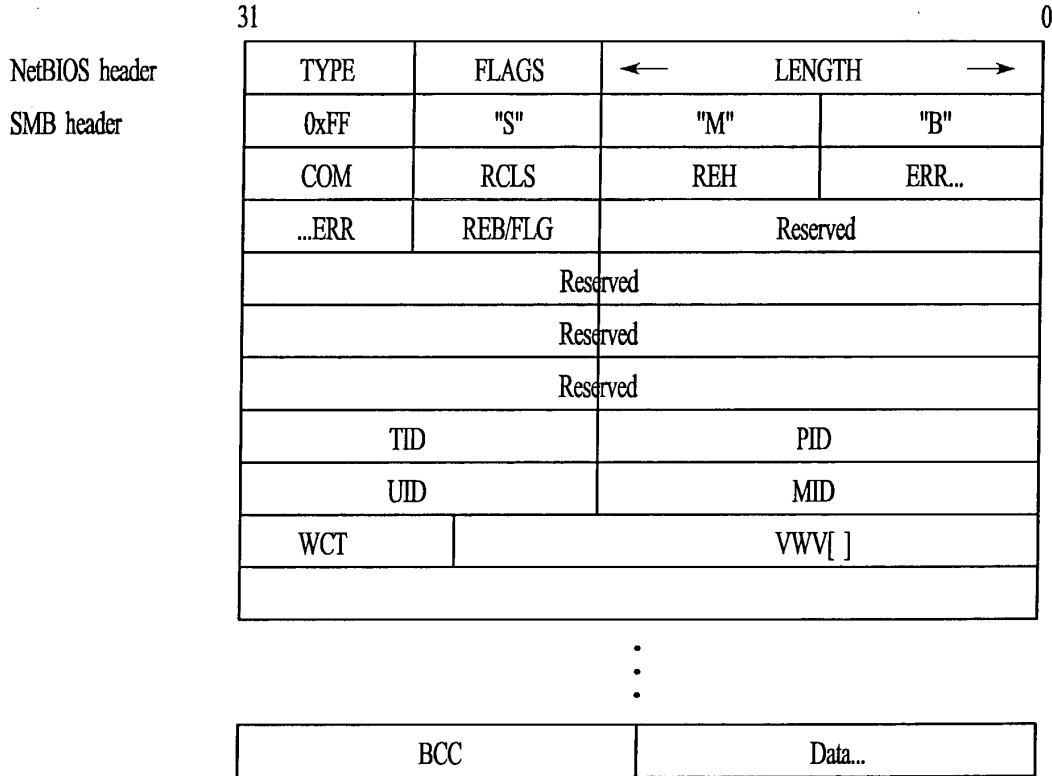 31 0
NetBIOS header TYPE FLAGS LENGTH
SMB header 0xFF "S" "M" "B"
COM RCLS REH ERR...
...ERR REB/FLG Reserved
Reserved
Reserved
Reserved
TID PID
UID MID
WCT VWV[ ]
BCC Data...